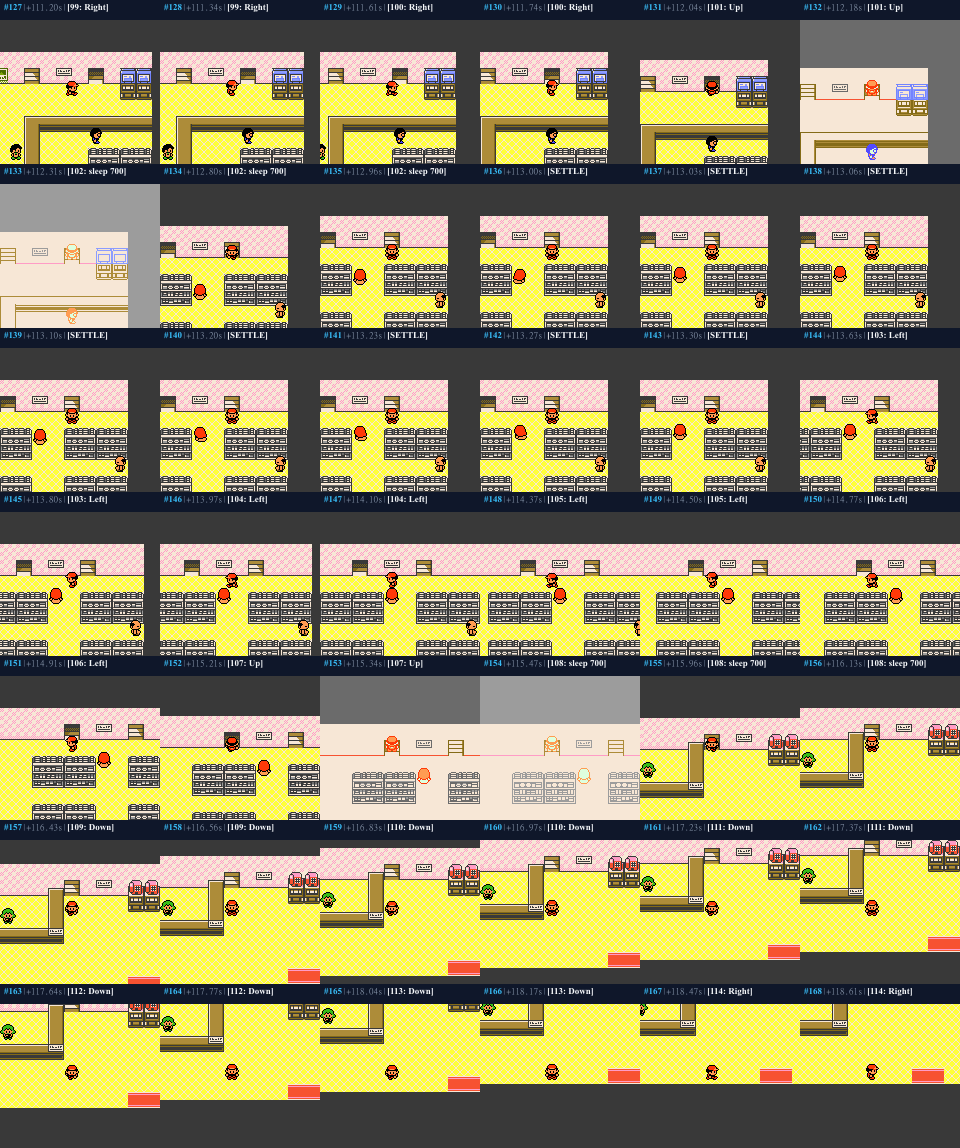 #127|+111.20s|[99: Right] #128|+111.34s|[99: Right] #129|+111.61s|[100: Right] #130|+111.74s|[100: Right] #131|+112.04s|[101: Up] #132|+112.18s|[101: Up]
#133|+112.31s|[102: sleep 700] #134|+112.80s|[102: sleep 700] #135|+112.96s|[102: sleep 700] #136|+113.00s|[SETTLE] #137|+113.03s|[SETTLE] #138|+113.06s|[SETTLE]
#139|+113.10s|[SETTLE] #140|+113.20s|[SETTLE] #141|+113.23s|[SETTLE] #142|+113.27s|[SETTLE] #143|+113.30s|[SETTLE] #144|+113.63s|[103: Left]
#145|+113.80s|[103: Left] #146|+113.97s|[104: Left] #147|+114.10s|[104: Left] #148|+114.37s|[105: Left] #149|+114.50s|[105: Left] #150|+114.77s|[106: Left]
#151|+114.91s|[106: Left] #152|+115.21s|[107: Up] #153|+115.34s|[107: Up] #154|+115.47s|[108: sleep 700] #155|+115.96s|[108: sleep 700] #156|+116.13s|[108: sleep 700]
#157|+116.43s|[109: Down] #158|+116.56s|[109: Down] #159|+116.83s|[110: Down] #160|+116.97s|[110: Down] #161|+117.23s|[111: Down] #162|+117.37s|[111: Down]
#163|+117.64s|[112: Down] #164|+117.77s|[112: Down] #165|+118.04s|[113: Down] #166|+118.17s|[113: Down] #167|+118.47s|[114: Right] #168|+118.61s|[114: Right]